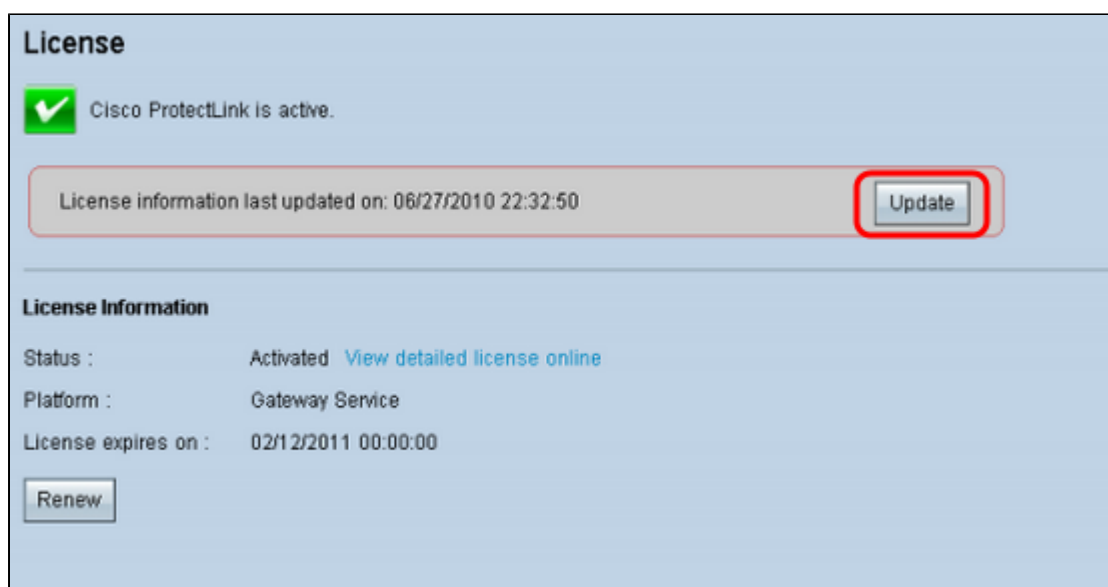 License
Cisco ProtectLink is active.
License information last updated on: 06/27/2010 22:32:50
Update
License Information
Status : Activated View detailed license online
Platform : Gateway Service
License expires on : 02/12/2011 00:00:00
Renew